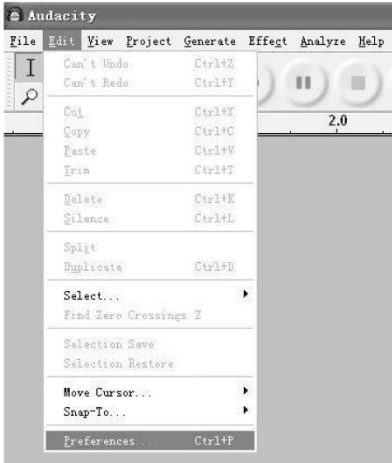 Audacity
File Edit View Project Generate Effect Analyze Help
Can't Undo Ctrl+Z
Can't Redo Ctrl+Y
2.0
Cut Ctrl+X
Copy Ctrl+C
Paste Ctrl+V
Trim Ctrl+T
Delete Ctrl+K
Silence Ctrl+L
Split
Duplicate Ctrl+D
Select...
Find Zero Crossings Z
Selection Save
Selection Restore
Move Cursor...
Snap-To...
Preferences... Ctrl+P